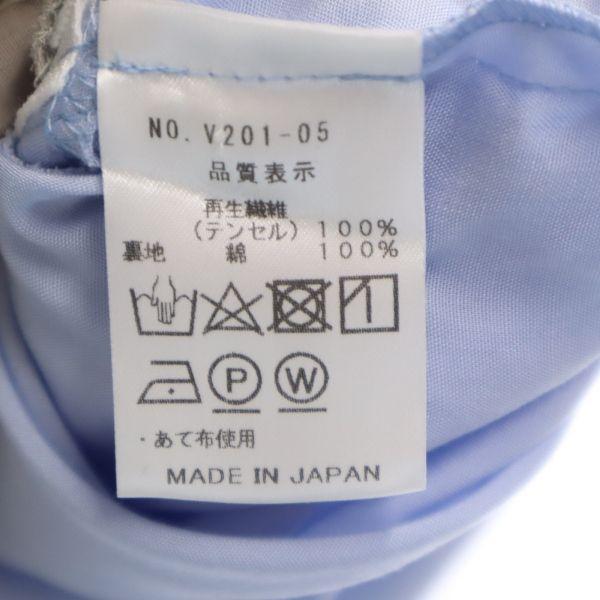 NO. V201-05
品質表示
再生繊維
(テンセル) 100%
裏地 綿 100%
P W
・あて布使用
MADE IN JAPAN